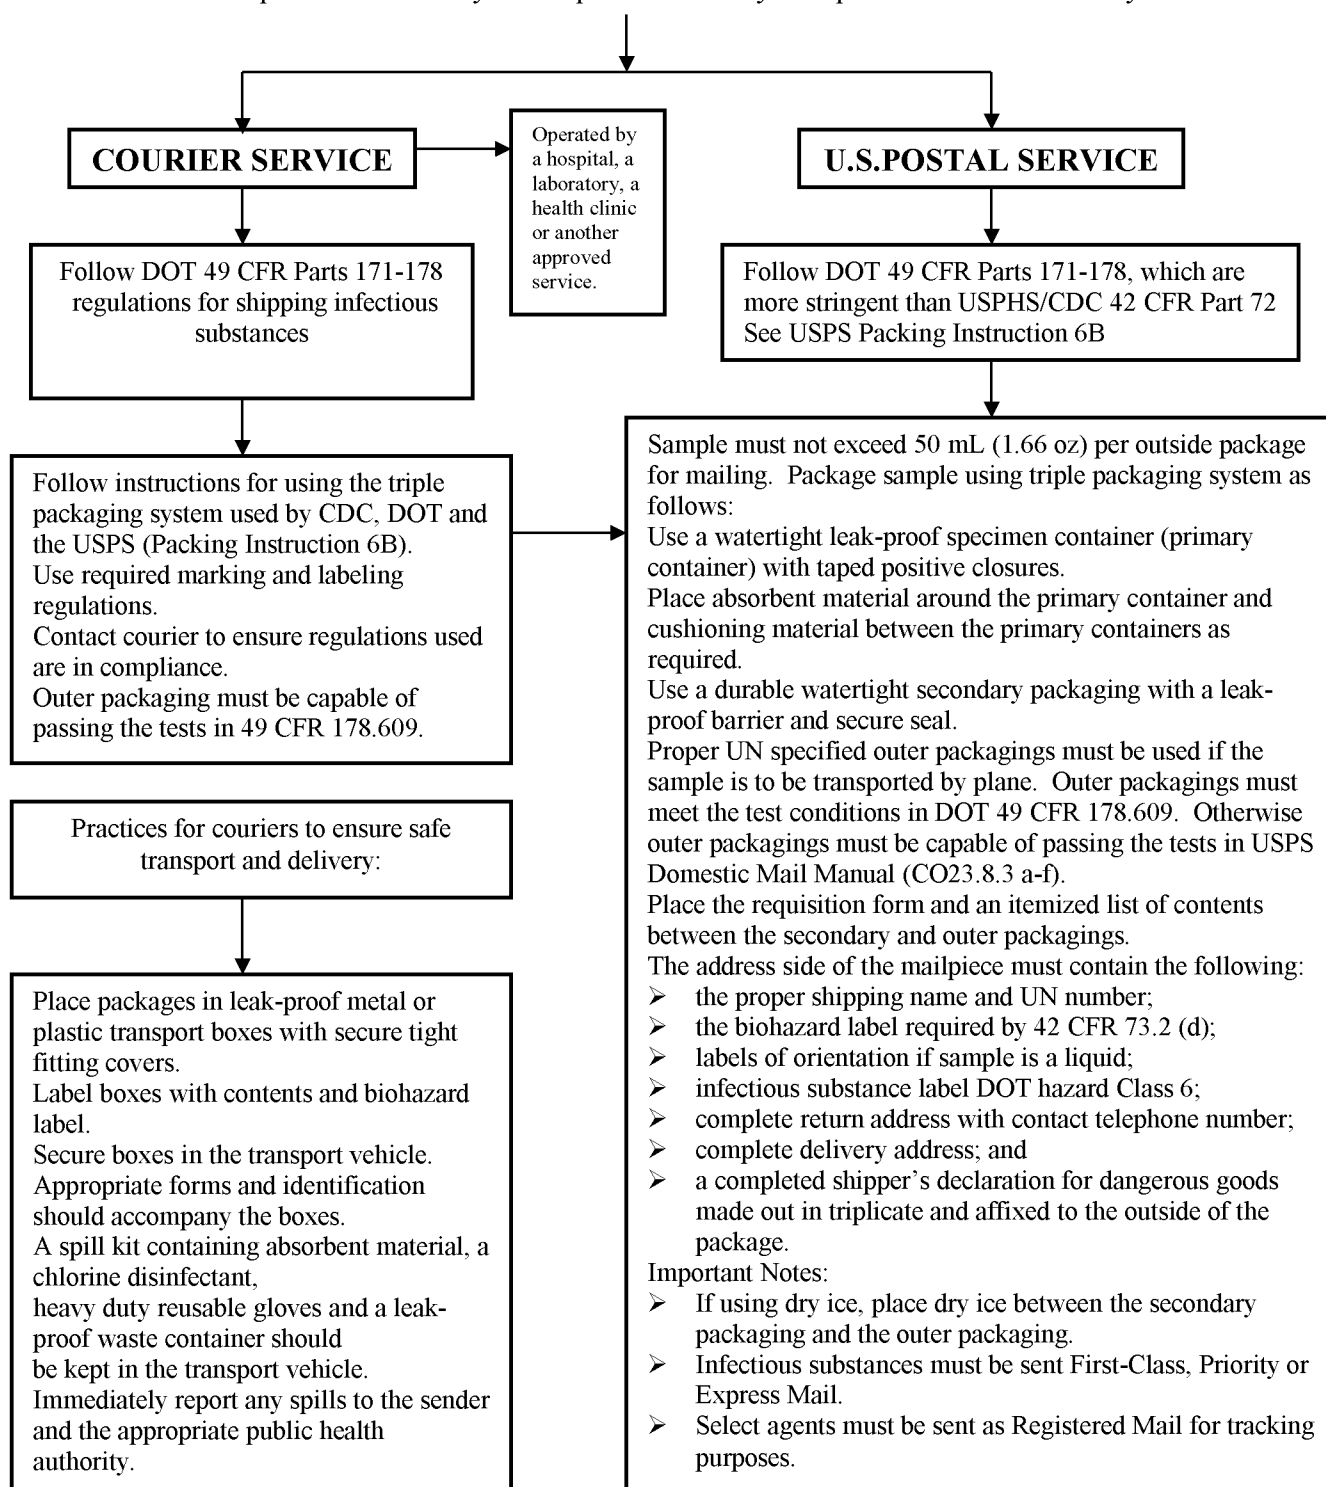 COURIER SERVICE
Operated by
a hospital, a
laboratory, a
health clinic
or another
approved
service.
U.S.POSTAL SERVICE
Follow DOT 49 CFR Parts 171-178
regulations for shipping infectious
substances
Follow DOT 49 CFR Parts 171-178, which are
more stringent than USPHS/CDC 42 CFR Part 72
See USPS Packing Instruction 6B
Follow instructions for using the triple
packaging system used by CDC, DOT and
the USPS (Packing Instruction 6B).
Use required marking and labeling
regulations.
Contact courier to ensure regulations used
are in compliance.
Outer packaging must be capable of
passing the tests in 49 CFR 178.609.
Practices for couriers to ensure safe
transport and delivery:
Place packages in leak-proof metal or
plastic transport boxes with secure tight
fitting covers.
Label boxes with contents and biohazard
label.
Secure boxes in the transport vehicle.
Appropriate forms and identification
should accompany the boxes.
A spill kit containing absorbent material, a
chlorine disinfectant,
heavy duty reusable gloves and a leak-
proof waste container should
be kept in the transport vehicle.
Immediately report any spills to the sender
and the appropriate public health
authority.
Sample must not exceed 50 mL (1.66 oz) per outside package
for mailing.  Package sample using triple packaging system as
follows:
Use a watertight leak-proof specimen container (primary
container) with taped positive closures.
Place absorbent material around the primary container and
cushioning material between the primary containers as
required.
Use a durable watertight secondary packaging with a leak-
proof barrier and secure seal.
Proper UN specified outer packagings must be used if the
sample is to be transported by plane.  Outer packagings must
meet the test conditions in DOT 49 CFR 178.609.  Otherwise
outer packagings must be capable of passing the tests in USPS
Domestic Mail Manual (CO23.8.3 a-f).
Place the requisition form and an itemized list of contents
between the secondary and outer packagings.
The address side of the mailpiece must contain the following:
➢ the proper shipping name and UN number;
➢ the biohazard label required by 42 CFR 73.2 (d);
➢ labels of orientation if sample is a liquid;
➢ infectious substance label DOT hazard Class 6;
➢ complete return address with contact telephone number;
➢ complete delivery address; and
➢ a completed shipper's declaration for dangerous goods
made out in triplicate and affixed to the outside of the
package.
Important Notes:
➢ If using dry ice, place dry ice between the secondary
packaging and the outer packaging.
➢ Infectious substances must be sent First-Class, Priority or
Express Mail.
➢ Select agents must be sent as Registered Mail for tracking
purposes.